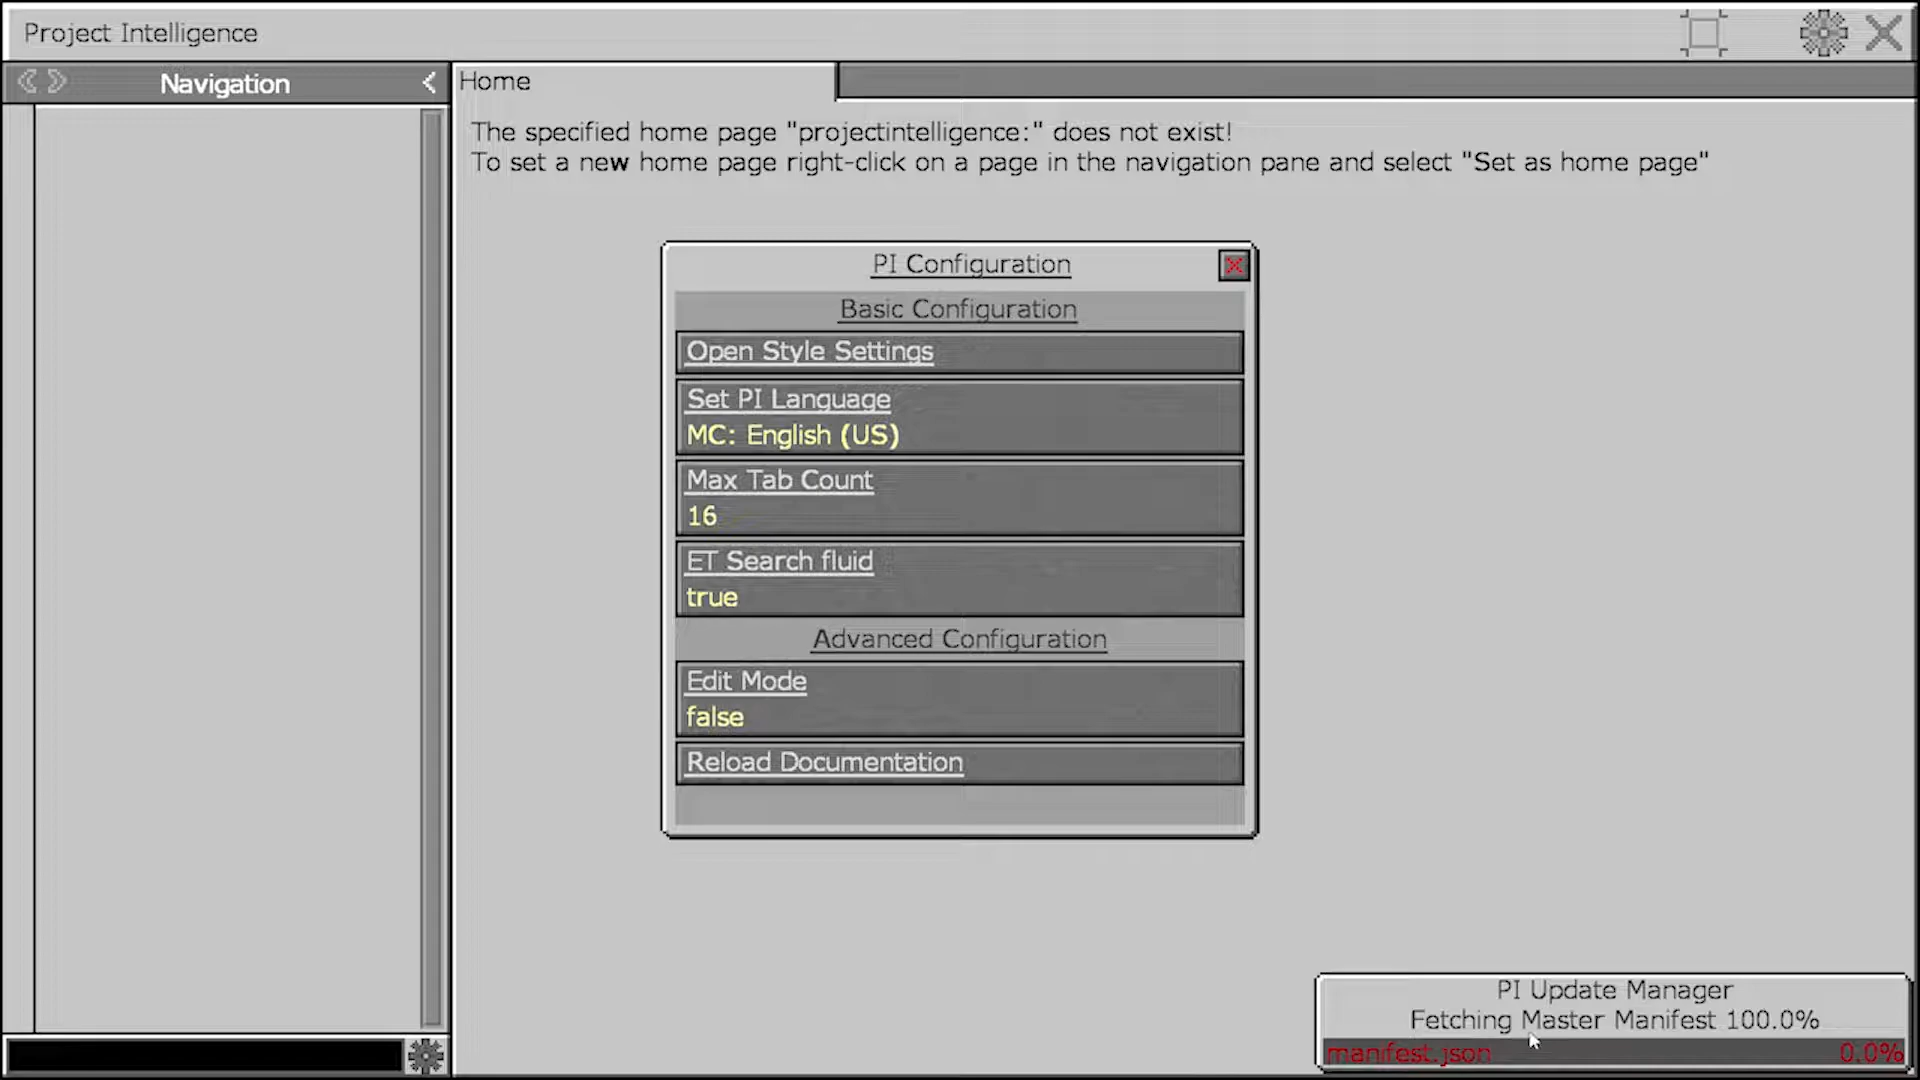 Project Intelligence
Navigation
Home
The specified home page "projectintelligence:" does not exist!
To set a new home page right-click on a page in the navigation pane and select "Set as home page"
PI Configuration
Basic Configuration
Open Style Settings
Set PI Language
MC: English (US)
Max Tab Count
16
ET Search fluid
true
Advanced Configuration
Edit Mode
false
Reload Documentation
PI Update Manager
Fetching Master Manifest 100.0%
manifest.json 0.0%